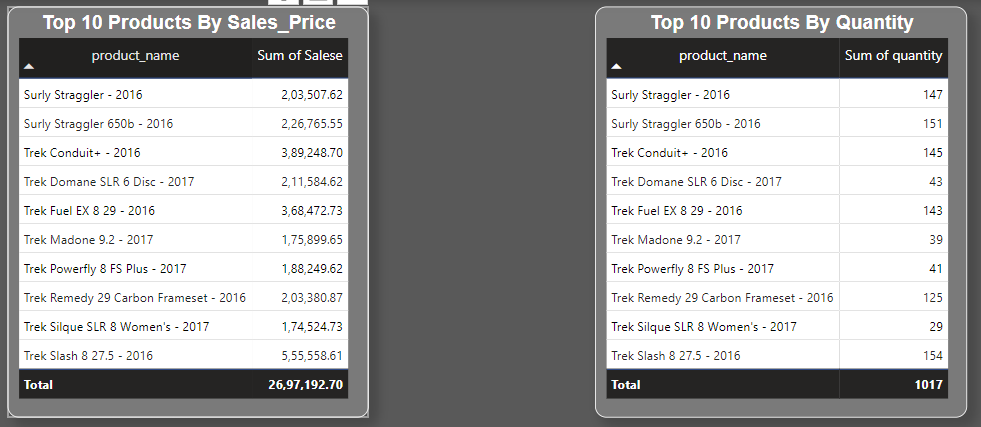 Top 10 Products By Sales_Price
product_name Sum of Salese
Surly Straggler - 2016 2,03,507.62
Surly Straggler 650b - 2016 2,26,765.55
Trek Conduit+ - 2016 3,89,248.70
Trek Domane SLR 6 Disc - 2017 2,11,584.62
Trek Fuel EX 8 29 - 2016 3,68,472.73
Trek Madone 9.2 - 2017 1,75,899.65
Trek Powerfly 8 FS Plus - 2017 1,88,249.62
Trek Remedy 29 Carbon Frameset - 2016 2,03,380.87
Trek Silque SLR 8 Women's - 2017 1,74,524.73
Trek Slash 8 27.5 - 2016 5,55,558.61
Total 26,97,192.70
Top 10 Products By Quantity
product_name Sum of quantity
Surly Straggler - 2016 147
Surly Straggler 650b - 2016 151
Trek Conduit+ - 2016 145
Trek Domane SLR 6 Disc - 2017 43
Trek Fuel EX 8 29 - 2016 143
Trek Madone 9.2 - 2017 39
Trek Powerfly 8 FS Plus - 2017 41
Trek Remedy 29 Carbon Frameset - 2016 125
Trek Silque SLR 8 Women's - 2017 29
Trek Slash 8 27.5 - 2016 154
Total 1017